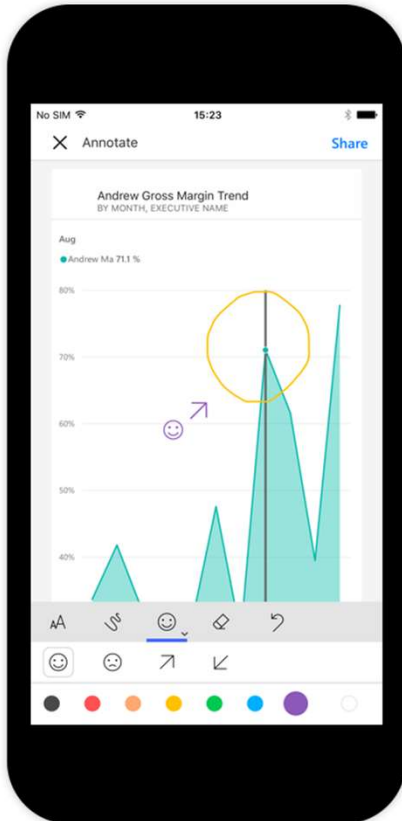 No SIM 15:23
Annotate Share
Andrew Gross Margin Trend
BY MONTH, EXECUTIVE NAME
Aug
Andrew Ma 71.1 %
80%
70%
60%
50%
40%
AA